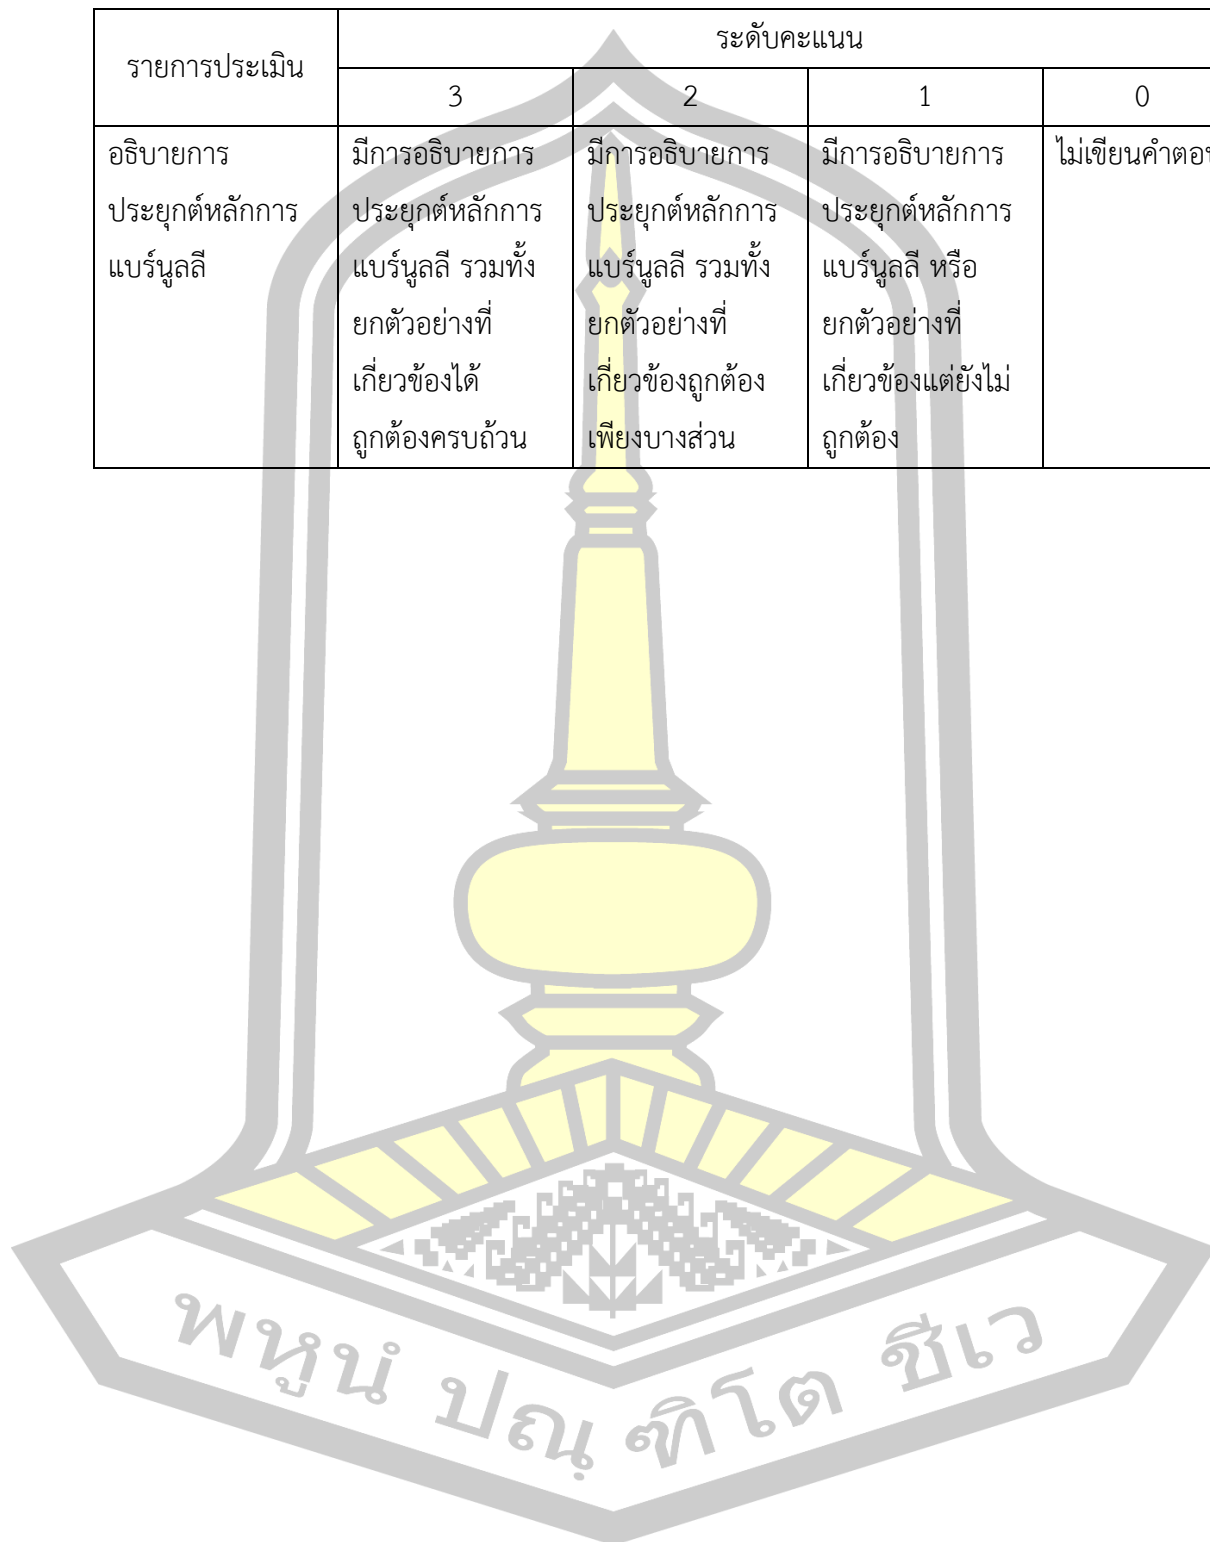 รายการประเมิน
ระดับคะแนน
3 2 1 0
อธิบายการ มีการอธิบายการ มีการอธิบายการ มีการอธิบายการ
ประยุกต์หลักการ ประยุกต์หลักการ ประยุกต์หลักการ ประยุกต์หลักการ
แบร์นูลลี แบร์นูลลี รวมทั้ง แบร์นูลลี รวมทั้ง แบร์นูลลี หรือ
ยกตัวอย่างที่ ยกตัวอย่างที่ ยกตัวอย่างที่
เกี่ยวข้องได้ เกี่ยวข้องถูกต้อง เกี่ยวข้องแต่ยังไม่
ถูกต้องครบถ้วน เพียงบางส่วน ถูกต้อง
พหูนํ ปณฺฑิโต ชีเว